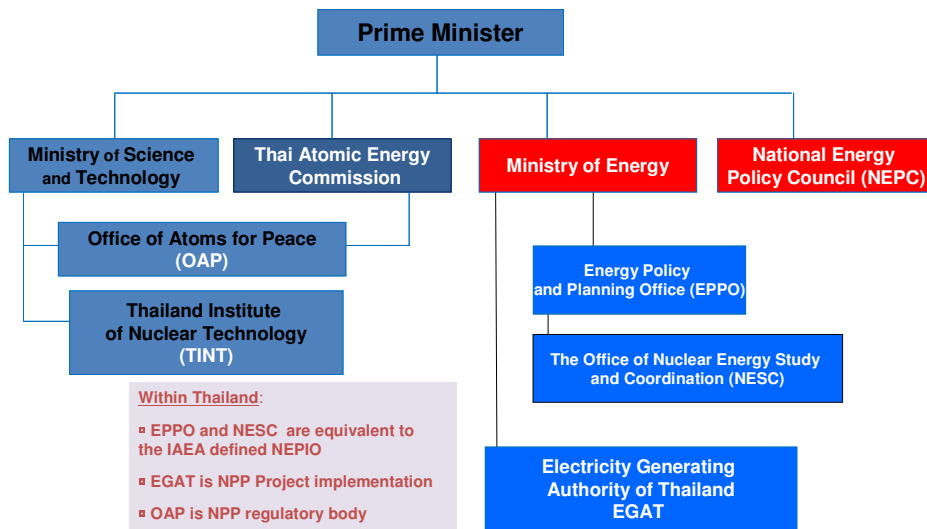 Prime Minister
Ministry of Science
and Technology
Thai Atomic Energy
Commission
Ministry of Energy
National Energy
Policy Council (NEPC)
Office of Atoms for Peace
(OAP)
Energy Policy
and Planning Office (EPPO)
Thailand Institute
of Nuclear Technology
(TINT)
The Office of Nuclear Energy Study
and Coordination (NESC)
Within Thailand:
¤ EPPO and NESC are equivalent to
the IAEA defined NEPIO
¤ EGAT is NPP Project implementation
¤ OAP is NPP regulatory body
Electricity Generating
Authority of Thailand
EGAT